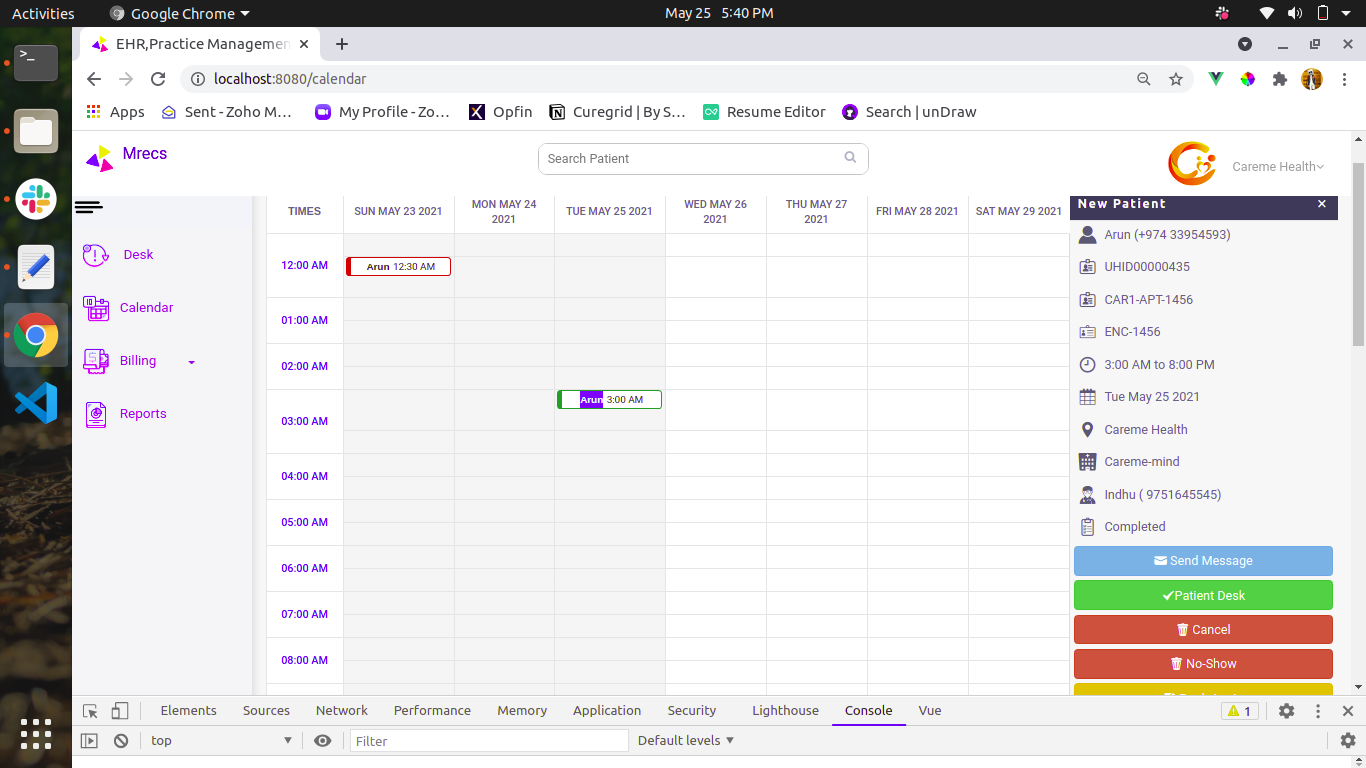 Activities
Google Chrome
May 25 5:40 PM
EHR,Practice Managemen
localhost:8080/calendar
Apps
Sent - Zoho M...
My Profile - Zo...
Opfin
Curegrid | By S...
Resume Editor
Search | unDraw
Mrecs
Search Patient
Careme Health
Desk
Calendar
Billing
Reports
TIMES
SUN MAY 23 2021
MON MAY 24
2021
TUE MAY 25 2021
WED MAY 26
2021
THU MAY 27
2021
FRI MAY 28 2021
SAT MAY 29 2021
12:00 AM
Arun 12:30 AM
01:00 AM
02:00 AM
Arun 3:00 AM
03:00 AM
04:00 AM
05:00 AM
06:00 AM
07:00 AM
08:00 AM
New Patient
Arun (+974 33954593)
UHID00000435
CAR1-APT-1456
ENC-1456
3:00 AM to 8:00 PM
Tue May 25 2021
Careme Health
Careme-mind
Indhu ( 9751645545)
Completed
Send Message
Patient Desk
Cancel
No-Show
Elements
Sources
Network
Performance
Memory
Application
Security
Lighthouse
Console
Vue
1
top
Filter
Default levels